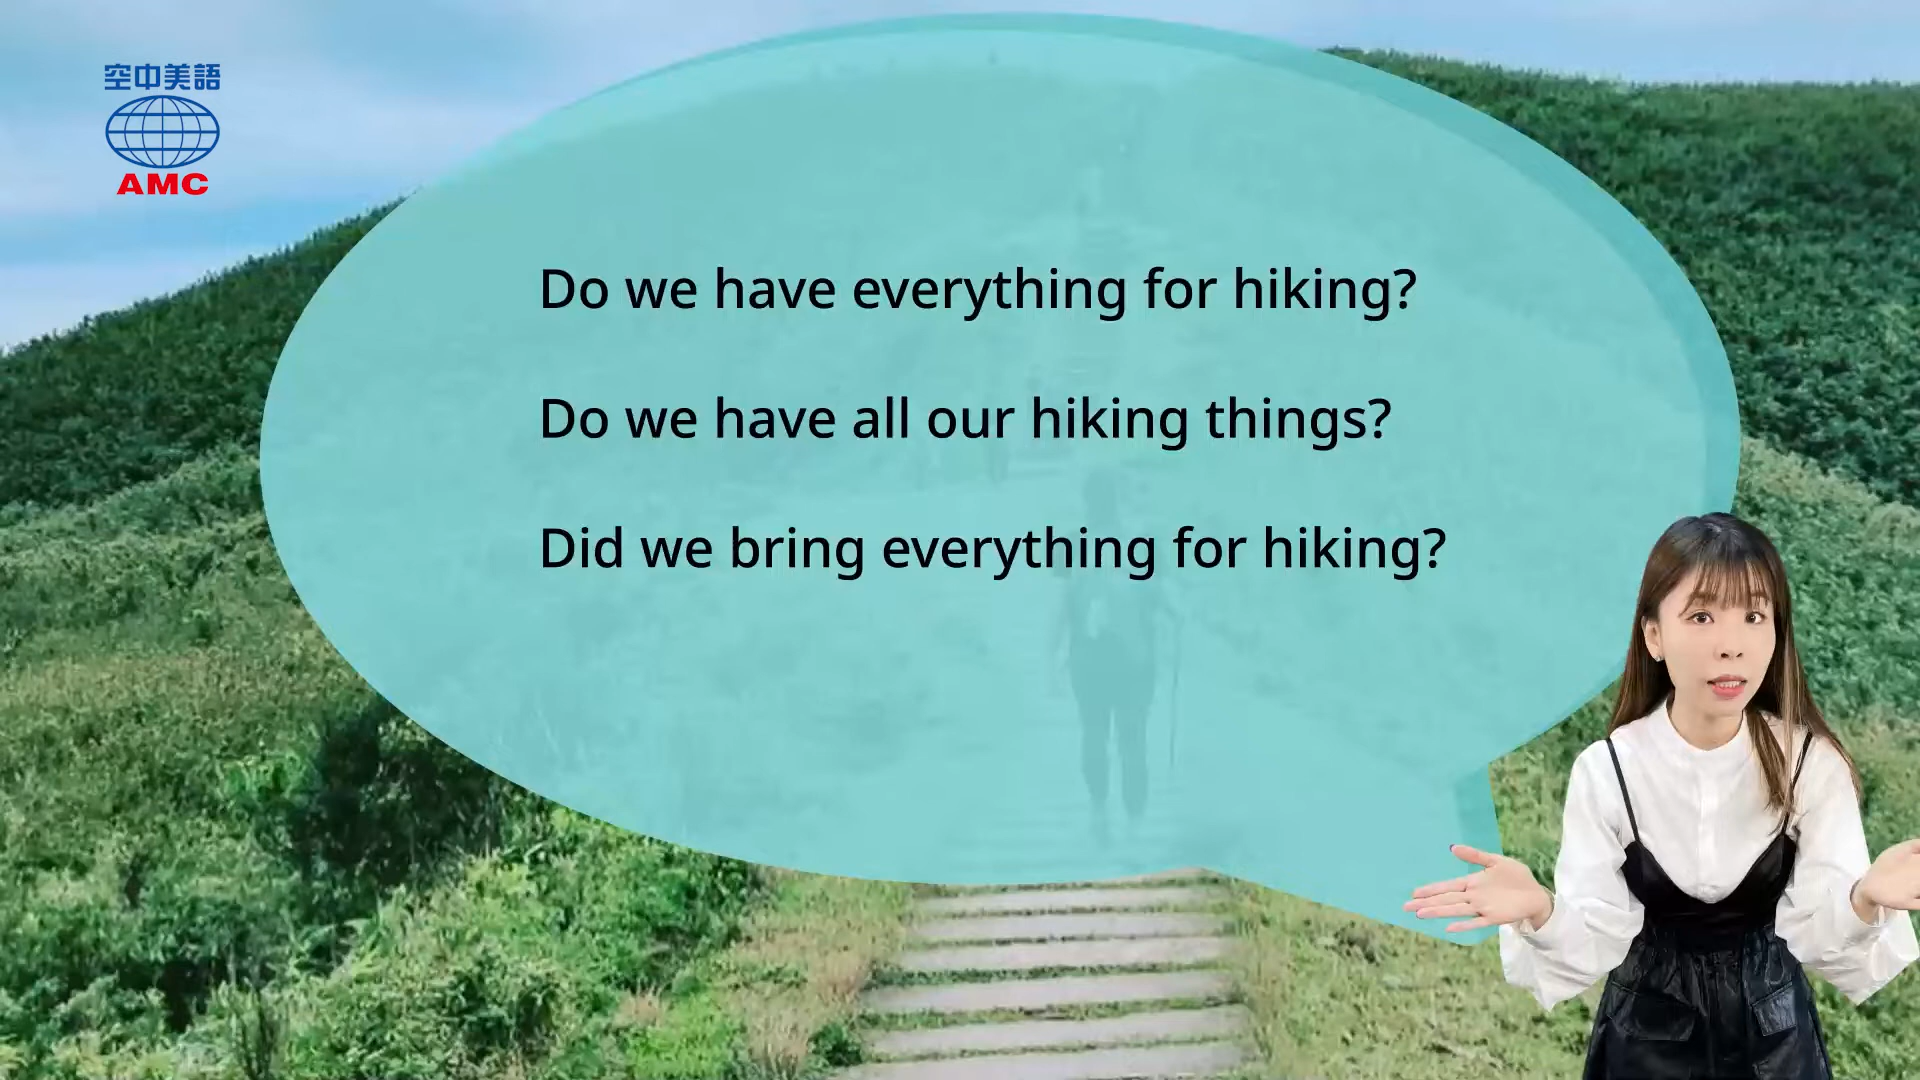 空中美語
AMC
Do we have everything for hiking?
Do we have all our hiking things?
Did we bring everything for hiking?